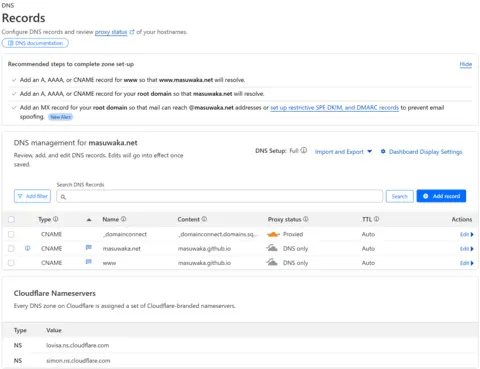 DNS
Records
Configure DNS records and review proxy status of your hostnames.
DNS documentation
Recommended steps to complete zone set-up
Hide
Add an A, AAAA, or CNAME record for www so that www.masuwaka.net will resolve.
Add an A, AAAA, or CNAME record for your root domain so that masuwaka.net will resolve.
Add an MX record for your root domain so that mail can reach @masuwaka.net addresses or set up restrictive SPF, DKIM, and DMARC records to prevent email
spoofing. New Alert
DNS management for masuwaka.net
Review, add, and edit DNS records. Edits will go into effect once
saved.
DNS Setup: Full
Import and Export
Dashboard Display Settings
Search DNS Records
Add filter
Search
Add record
Type Name Content Proxy status TTL Actions
CNAME _domainconnect _domainconnect.domains.sq... Proxied Auto Edit
CNAME masuwaka.net masuwaka.github.io DNS only Auto Edit
CNAME www masuwaka.github.io DNS only Auto Edit
Cloudflare Nameservers
Every DNS zone on Cloudflare is assigned a set of Cloudflare-branded nameservers.
Type Value
NS lovisa.ns.cloudflare.com
NS simon.ns.cloudflare.com